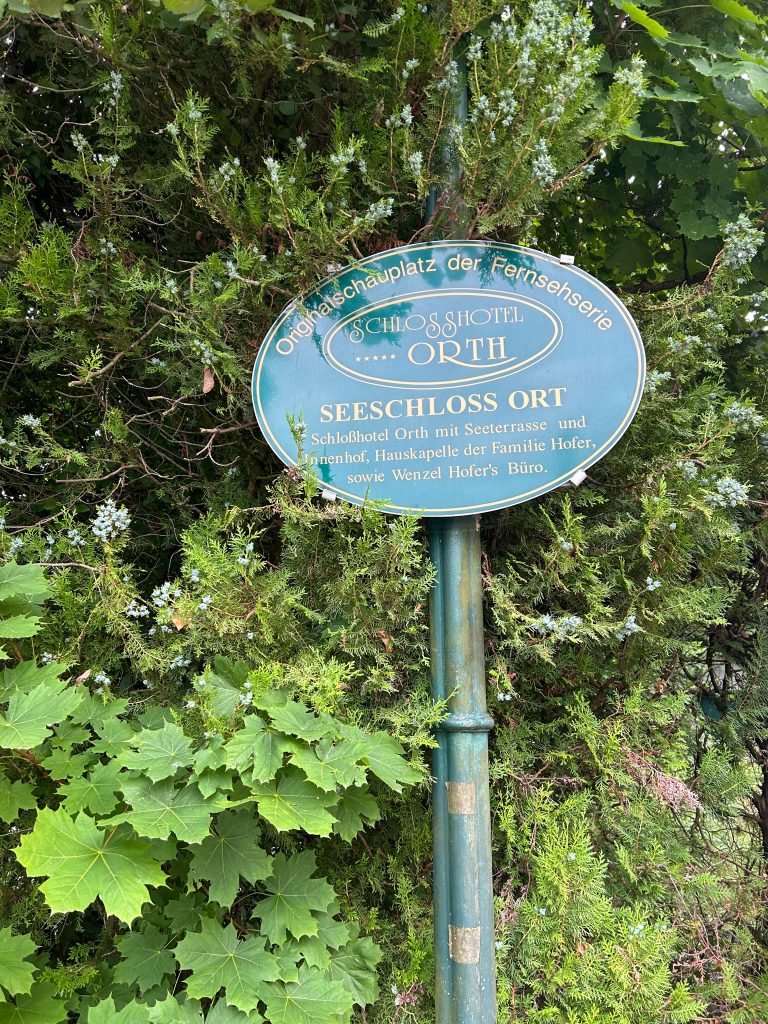 Originalschauplatz der Fernsehserie
SCHLOSSHOTEL
***** ORTH
SEESCHLOSS ORT
Schloßhotel Orth mit Seeterrasse und
Innenhof, Hauskapelle der Familie Hofer,
sowie Wenzel Hofer's Büro.